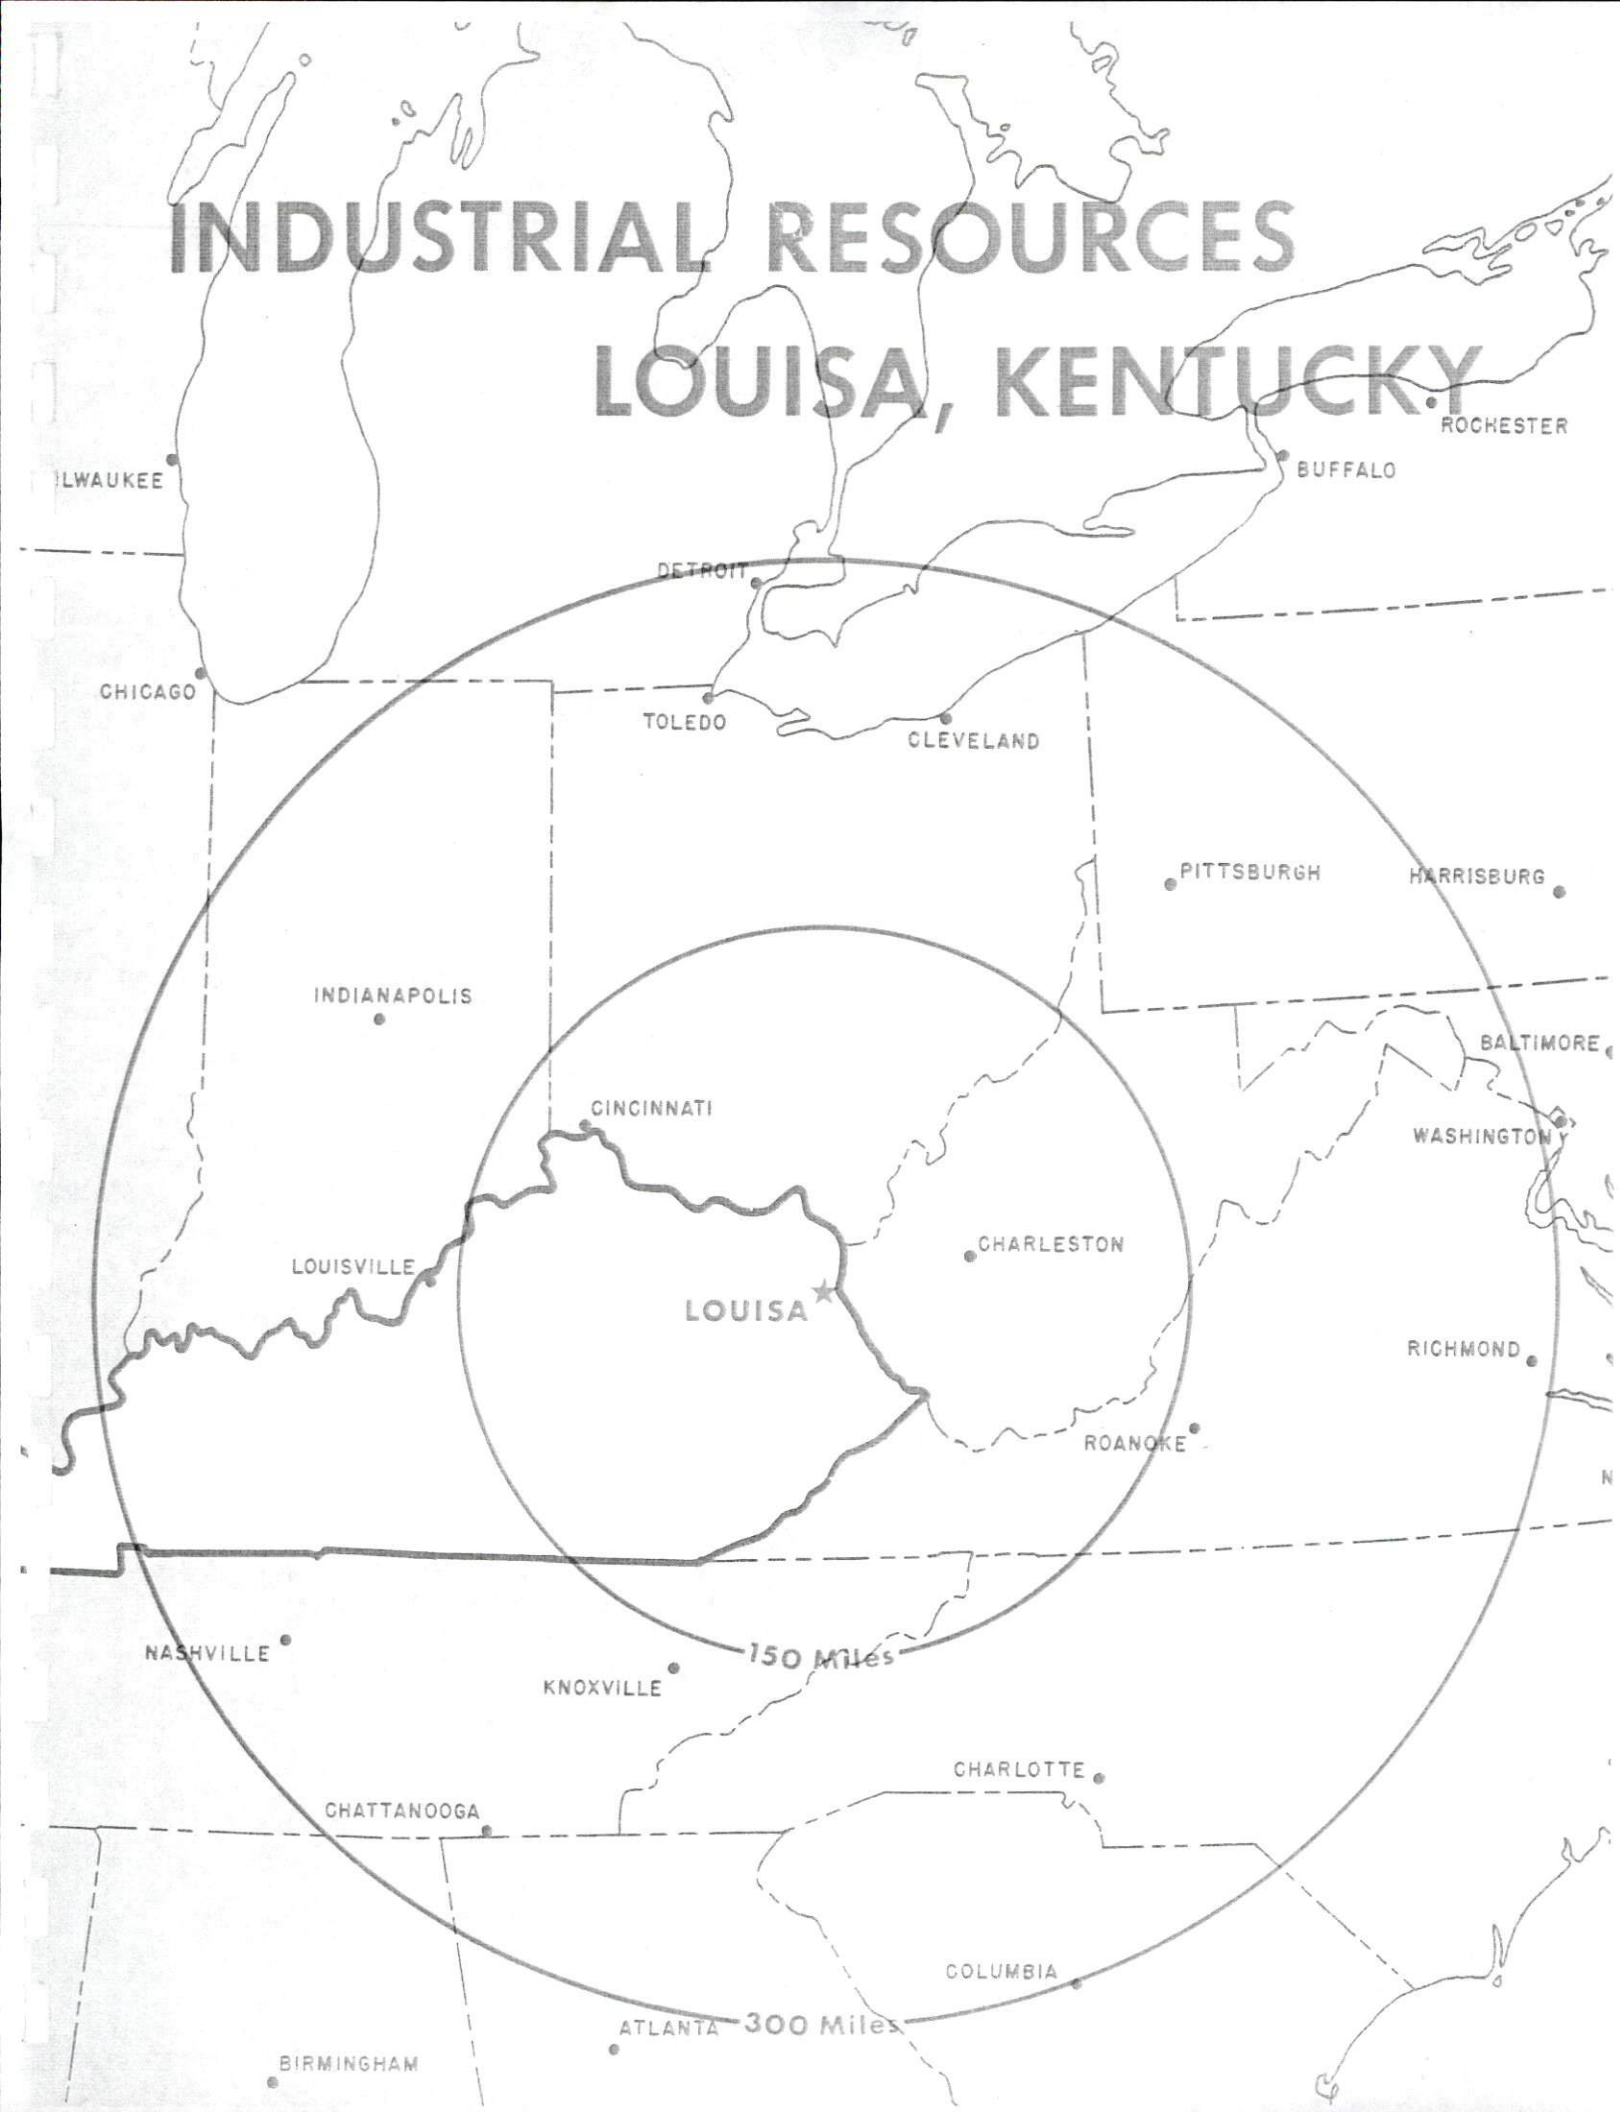 INDUSTRIAL RESOURCES
LOUISA, KENTUCKY
ROCHESTER
BUFFALO
ILWAUKEE
DETROIT
CHICAGO
TOLEDO
CLEVELAND
PITTSBURGH
HARRISBURG
INDIANAPOLIS
BALTIMORE
CINCINNATI
WASHINGTON
CHARLESTON
LOUISVILLE
LOUISA
RICHMOND
ROANOKE
N
NASHVILLE
150 Miles
KNOXVILLE
CHARLOTTE
CHATTANOOGA
COLUMBIA
ATLANTA
300 Miles
BIRMINGHAM